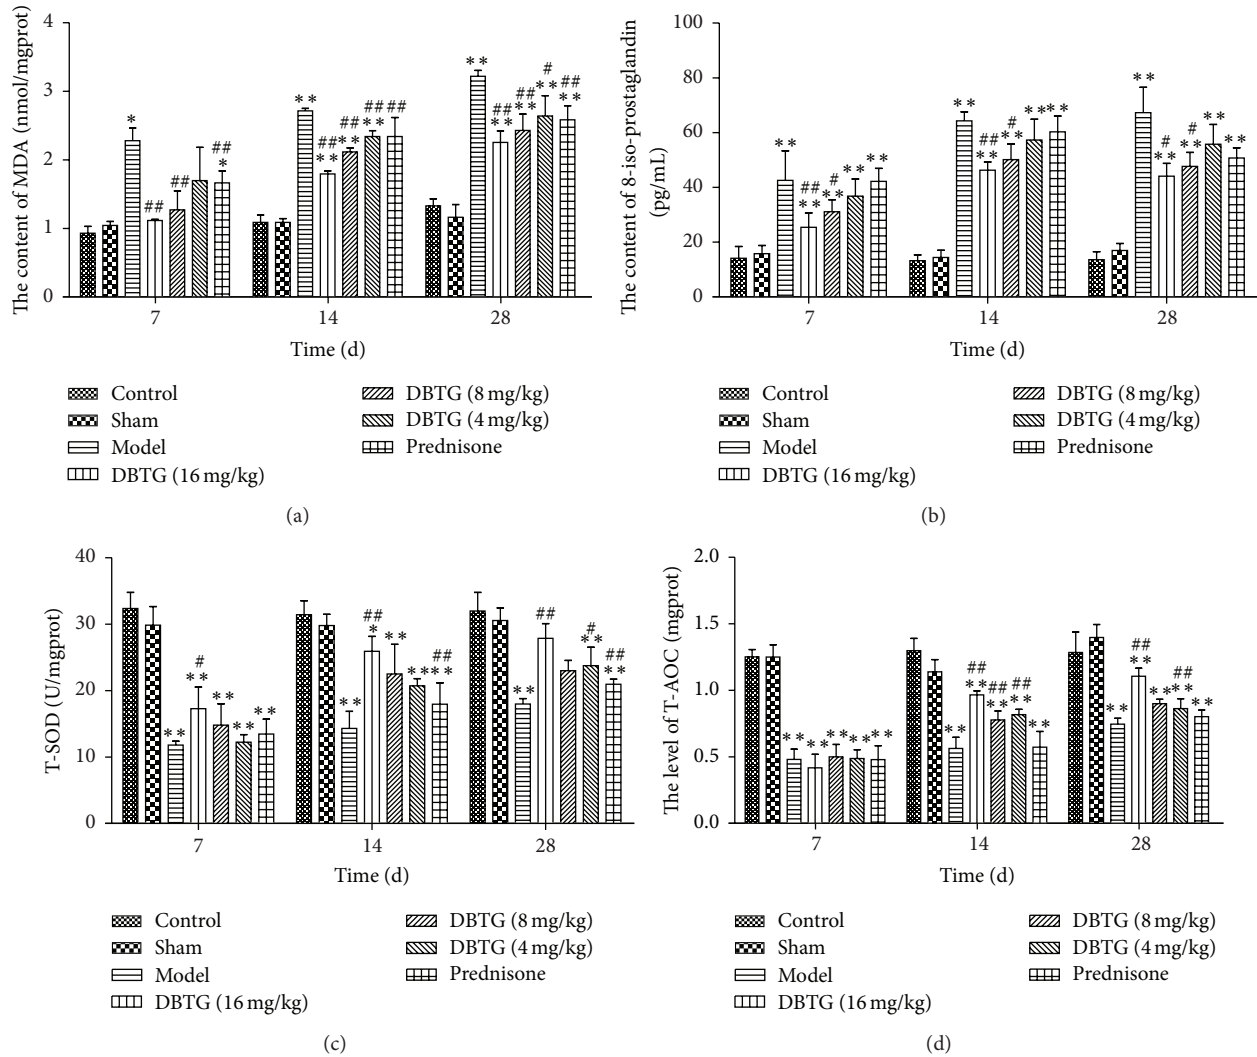 The content of MDA (nmol/mgprot)
4
3
2
1
0
*
##
##
##
*
**
##
**
##
**
##
**
##
**
##
**
##
**
#
**
##
**
7
14
28
Time (d)
Control
Sham
Model
DBTG (16 mg/kg)
DBTG (8 mg/kg)
DBTG (4 mg/kg)
Prednisone
(a)
The content of 8-iso-prostaglandin
(pg/mL)
100
80
60
40
20
0
**
##
**
#
**
**
**
**
##
**
#
**
**
**
**
#
**
#
**
**
**
7
14
28
Time (d)
Control
Sham
Model
DBTG (16 mg/kg)
DBTG (8 mg/kg)
DBTG (4 mg/kg)
Prednisone
(b)
T-SOD (U/mgprot)
40
30
20
10
0
**
#
**
**
**
**
**
##
*
**
**
##
**
**
##
#
**
##
**
7
14
28
Time (d)
Control
Sham
Model
DBTG (16 mg/kg)
DBTG (8 mg/kg)
DBTG (4 mg/kg)
Prednisone
(c)
The level of T-AOC (mgprot)
2.0
1.5
1.0
0.5
0.0
**
**
**
**
**
**
##
**
##
**
##
**
**
**
##
**
**
##
**
**
7
14
28
Time (d)
Control
Sham
Model
DBTG (16 mg/kg)
DBTG (8 mg/kg)
DBTG (4 mg/kg)
Prednisone
(d)